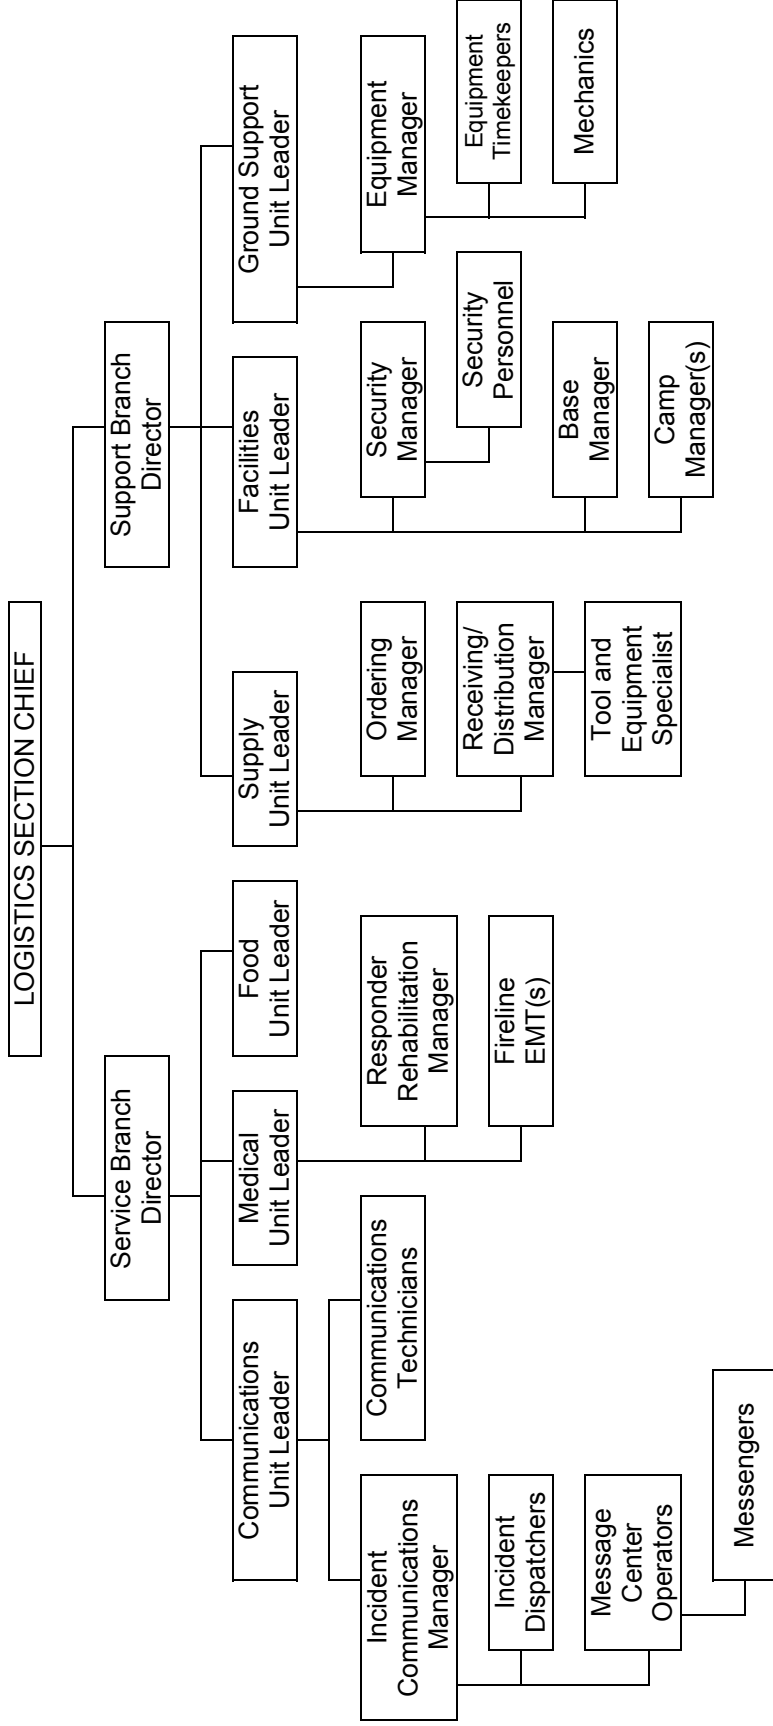 LOGISTICS SECTION CHIEF
Service Branch
Director
Support Branch
Director
Communications
Unit Leader
Medical
Unit Leader
Food
Unit Leader
Supply
Unit Leader
Facilities
Unit Leader
Ground Support
Unit Leader
Incident
Communications
Manager
Communications
Technicians
Responder
Rehabilitation
Manager
Ordering
Manager
Security
Manager
Equipment
Manager
Incident
Dispatchers
Fireline
EMT(s)
Receiving/
Distribution
Manager
Security
Personnel
Equipment
Timekeepers
Message
Center
Operators
Tool and
Equipment
Specialist
Base
Manager
Mechanics
Messengers
Camp
Manager(s)